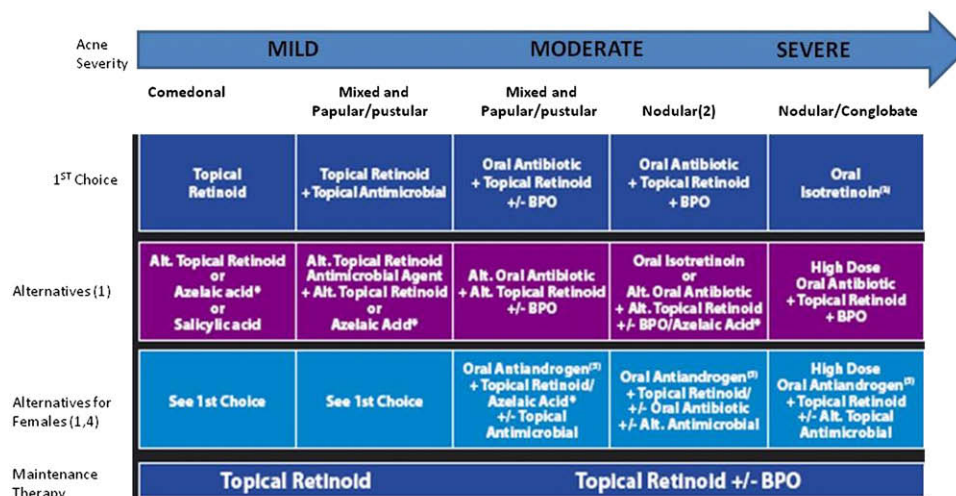 Acne
Severity
MILD
MODERATE
SEVERE
Comedonal
Mixed and
Papular/pustular
Mixed and
Papular/pustular
Nodular(2)
Nodular/Conglobate
1ST Choice
Topical
Retinoid
Topical Retinoid
+ Topical Antimicrobial
Oral Antibiotic
+ Topical Retinoid
+/- BPO
Oral Antibiotic
+ Topical Retinoid
+ BPO
Oral
Isotretinoin(3)
Alternatives (1)
Alt. Topical Retinoid
or
Azelaic acid*
or
Salicylic acid
Alt. Topical Retinoid
Antimicrobial Agent
+ Alt. Topical Retinoid
or
Azelaic Acid*
Alt. Oral Antibiotic
+ Alt. Topical Retinoid
+/- BPO
Oral Isotretinoin
or
Alt. Oral Antibiotic
+ Alt. Topical Retinoid
+/- BPO/Azelaic Acid*
High Dose
Oral Antibiotic
+ Topical Retinoid
+ BPO
Alternatives for
Females (1,4)
See 1st Choice
See 1st Choice
Oral Antiandrogen(5)
+ Topical Retinoid/
Azelaic Acid*
+/- Topical
Antimicrobial
Oral Antiandrogen(5)
+ Topical Retinoid/
+/- Oral Antibiotic
+/- Alt. Antimicrobial
High Dose
Oral Antiandrogen(5)
+ Topical Retinoid
+/- Alt. Topical
Antimicrobial
Maintenance
Therapy
Topical Retinoid
Topical Retinoid +/- BPO